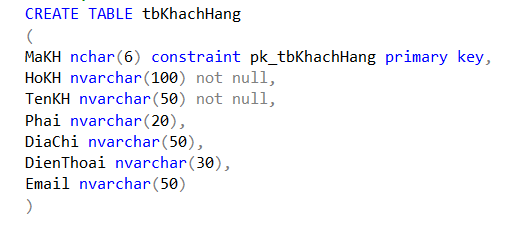 CREATE TABLE tbKhachHang
(
MaKH nchar(6) constraint pk_tbKhachHang primary key,
HoKH nvarchar(100) not null,
TenKH nvarchar(50) not null,
Phai nvarchar(20),
DiaChi nvarchar(50),
DienThoai nvarchar(30),
Email nvarchar(50)
)